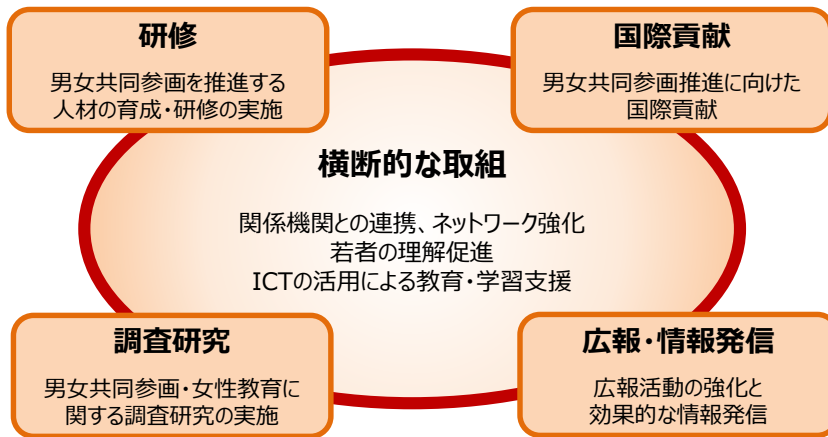 研修
男女共同参画を推進する
人材の育成・研修の実施
国際貢献
男女共同参画推進に向けた
国際貢献
横断的な取組
関係機関との連携、ネットワーク強化
若者の理解促進
ICTの活用による教育・学習支援
調査研究
男女共同参画・女性教育に
関する調査研究の実施
広報・情報発信
広報活動の強化と
効果的な情報発信